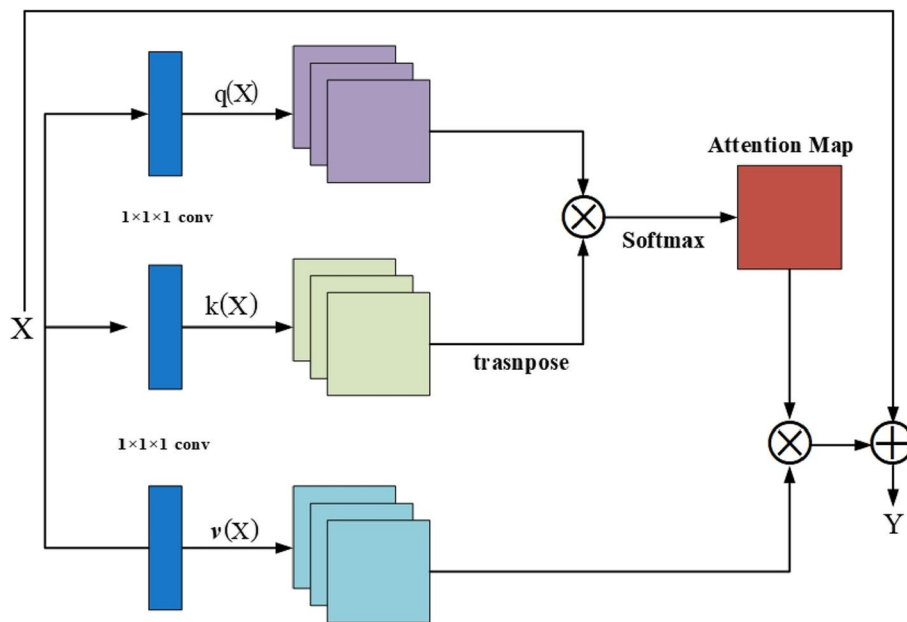 q(X)
Attention Map
1×1×1 conv
Softmax
k(X)
X
trasnpose
1×1×1 conv
v(X)
Y